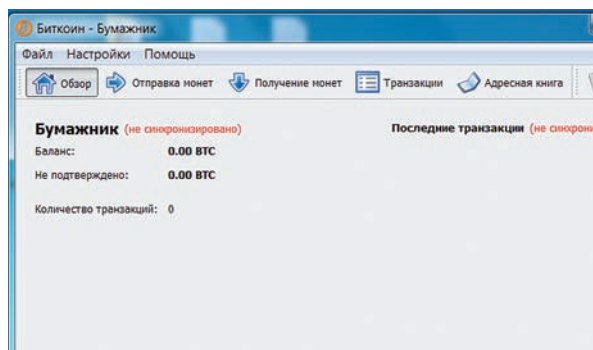 Биткоин - Бумажник
Файл Настройки Помощь
Обзор Отправка монет Получение монет Транзакции Адресная книга
Бумажник (не синхронизировано) Последние транзакции (не
Баланс: 0.00 BTC
Не подтверждено: 0.00 BTC
Количество транзакций: 0